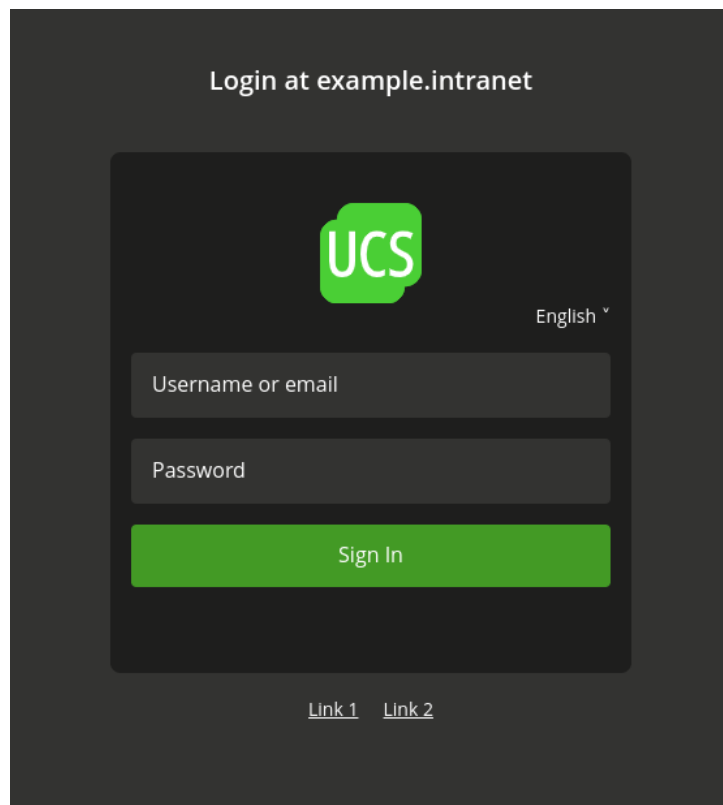 Login at example.intranet
UCS
English ˅
Username or email
Password
Sign In
Link 1 Link 2